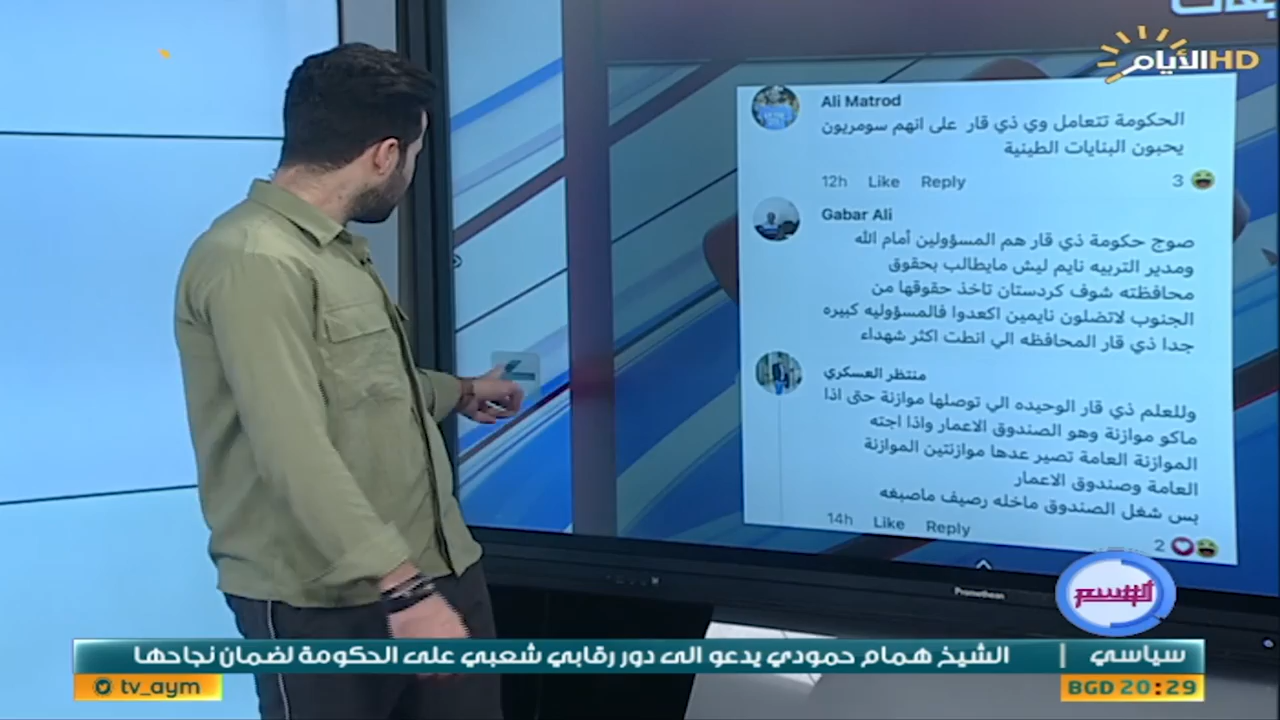 الأيام HD
Ali Matrod
الحكومة تتعامل وي ذي قار على انهم سومريون
يحبون البنايات الطينية
12h Like Reply 3
Gabar Ali
صوج حكومة ذي قار هم المسؤولين أمام الله
ومدير التربيه نايم ليش مايطالب بحقوق
محافظته شوف كردستان تاخذ حقوقها من
الجنوب لاتضلون نايمين اكعدوا فالمسؤوليه كبيره
جدا ذي قار المحافظه الي انطت اكثر شهداء
منتظر العسكري
وللعلم ذي قار الوحيده الي توصلها موازنة حتى اذا
ماكو موازنة وهو الصندوق الاعمار واذا اجته
الموازنة العامة تصير عدها موازنتين الموازنة
العامة وصندوق الاعمار
بس شغل الصندوق ماخله رصيف ماصبغه
14h Like Reply 2
Promethean
سياسي | الشيخ همام حمودي يدعو الى دور رقابي شعبي على الحكومة لضمان نجاحها
tv_aym
BGD 20:29